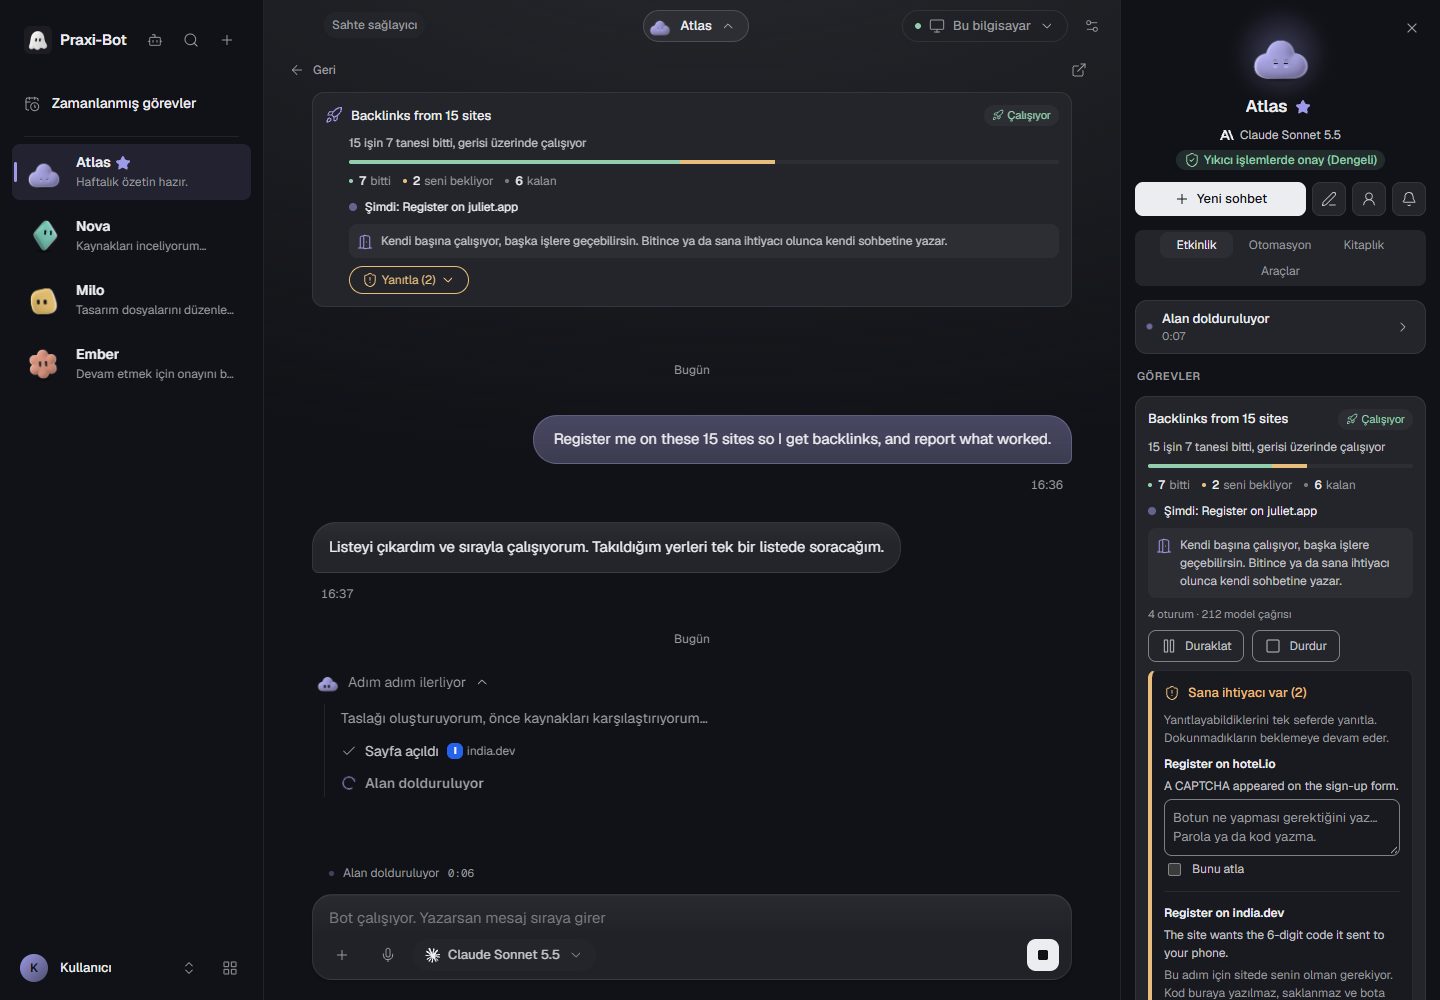 Praxi-Bot
Zamanlanmış görevler
Atlas
Haftalık özetin hazır.
Nova
Kaynakları inceliyorum...
Milo
Tasarım dosyalarını düzenle...
Ember
Devam etmek için onayını b...
K
Kullanıcı
Sahte sağlayıcı
Atlas
Bu bilgisayar
Geri
Backlinks from 15 sites
Çalışıyor
15 işin 7 tanesi bitti, gerisi üzerinde çalışıyor
7 bitti
2 seni bekliyor
6 kalan
Şimdi: Register on juliet.app
Kendi başına çalışıyor, başka işlere geçebilirsin. Bitince ya da sana ihtiyacı olunca kendi sohbetine yazar.
Yanıtla (2)
Bugün
Register me on these 15 sites so I get backlinks, and report what worked.
16:36
Listeyi çıkardım ve sırayla çalışıyorum. Takıldığım yerleri tek bir listede soracağım.
16:37
Bugün
Adım adım ilerliyor
Taslağı oluşturuyorum, önce kaynakları karşılaştırıyorum...
Sayfa açıldı
I
india.dev
Alan dolduruluyor
Alan dolduruluyor 0:06
Bot çalışıyor. Yazarsan mesaj sıraya girer
Claude Sonnet 5.5
Atlas
Claude Sonnet 5.5
Yıkıcı işlemlerde onay (Dengeli)
Yeni sohbet
Etkinlik
Otomasyon
Kitaplık
Araçlar
Alan dolduruluyor
0:07
GÖREVLER
Backlinks from 15 sites
Çalışıyor
15 işin 7 tanesi bitti, gerisi üzerinde çalışıyor
7 bitti
2 seni bekliyor
6 kalan
Şimdi: Register on juliet.app
Kendi başına çalışıyor, başka işlere
geçebilirsin. Bitince ya da sana ihtiyacı
olunca kendi sohbetine yazar.
4 oturum · 212 model çağrısı
Duraklat
Durdur
Sana ihtiyacı var (2)
Yanıtlayabildiklerini tek seferde yanıtla.
Dokunmadıkların beklemeye devam eder.
Register on hotel.io
A CAPTCHA appeared on the sign-up form.
Botun ne yapması gerektiğini yaz...
Parola ya da kod yazma.
Bunu atla
Register on india.dev
The site wants the 6-digit code it sent to
your phone.
Bu adım için sitede senin olman gerekiyor.
Kod buraya yazılmaz, saklanmaz ve bota